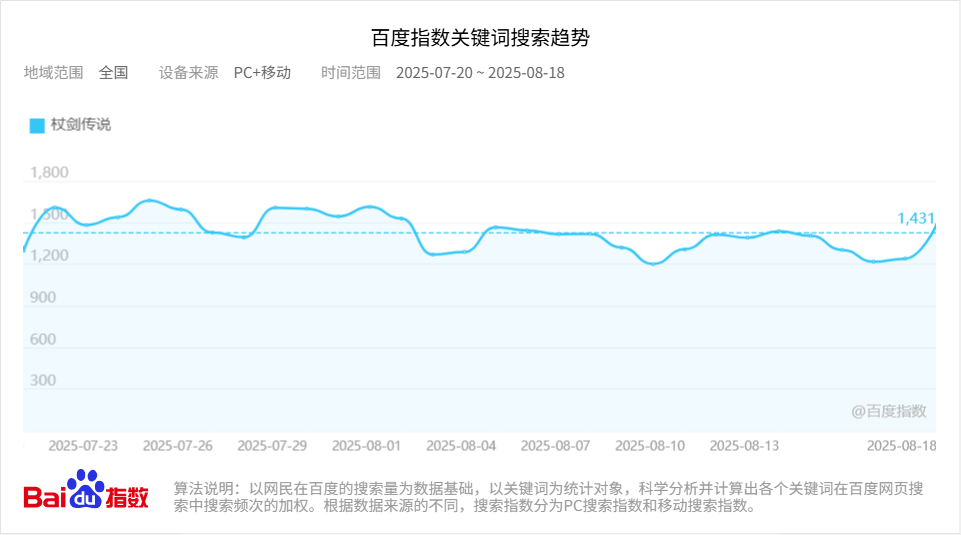 百度指数关键词搜索趋势
地域范围 全国 设备来源 PC+移动 时间范围 2025-07-20 ~ 2025-08-18
杖剑传说
1,800
1,500
1,431
1,200
900
600
300
@百度指数
2025-07-23 2025-07-26 2025-07-29 2025-08-01 2025-08-04 2025-08-07 2025-08-10 2025-08-13 2025-08-18
Bai du 指数
算法说明：以网民在百度的搜索量为数据基础，以关键词为统计对象，科学分析并计算出各个关键词在百度网页搜
索中搜索频次的加权。根据数据来源的不同，搜索指数分为PC搜索指数和移动搜索指数。